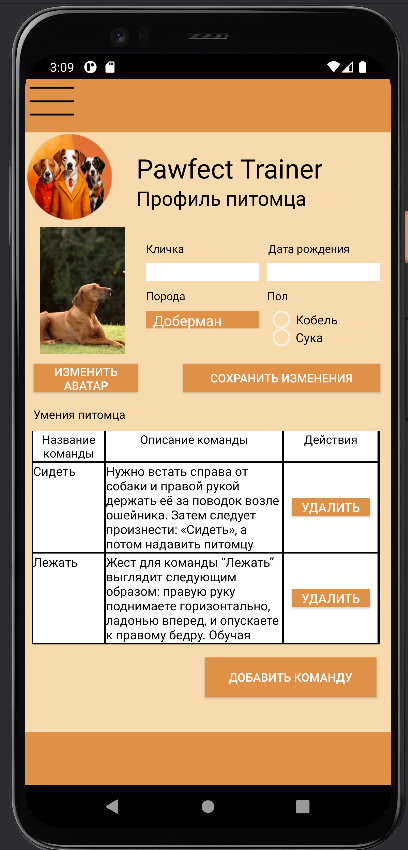 3:09
Pawfect Trainer
Профиль питомца
Кличка
Дата рождения
Порода
Пол
Доберман
Кобель
Сука
ИЗМЕНИТЬ
АВАТАР
СОХРАНИТЬ ИЗМЕНЕНИЯ
Умения питомца
Название
команды
Описание команды
Действия
Сидеть
Нужно встать справа от
собаки и правой рукой
держать её за поводок возле
ошейника. Затем следует
произнести: «Сидеть», а
потом надавить питомцу
УДАЛИТЬ
Лежать
Жест для команды "Лежать”
выглядит следующим
образом: правую руку
поднимаете горизонтально,
ладонью вперед, и опускаете
к правому бедру. Обучая
УДАЛИТЬ
ДОБАВИТЬ КОМАНДУ